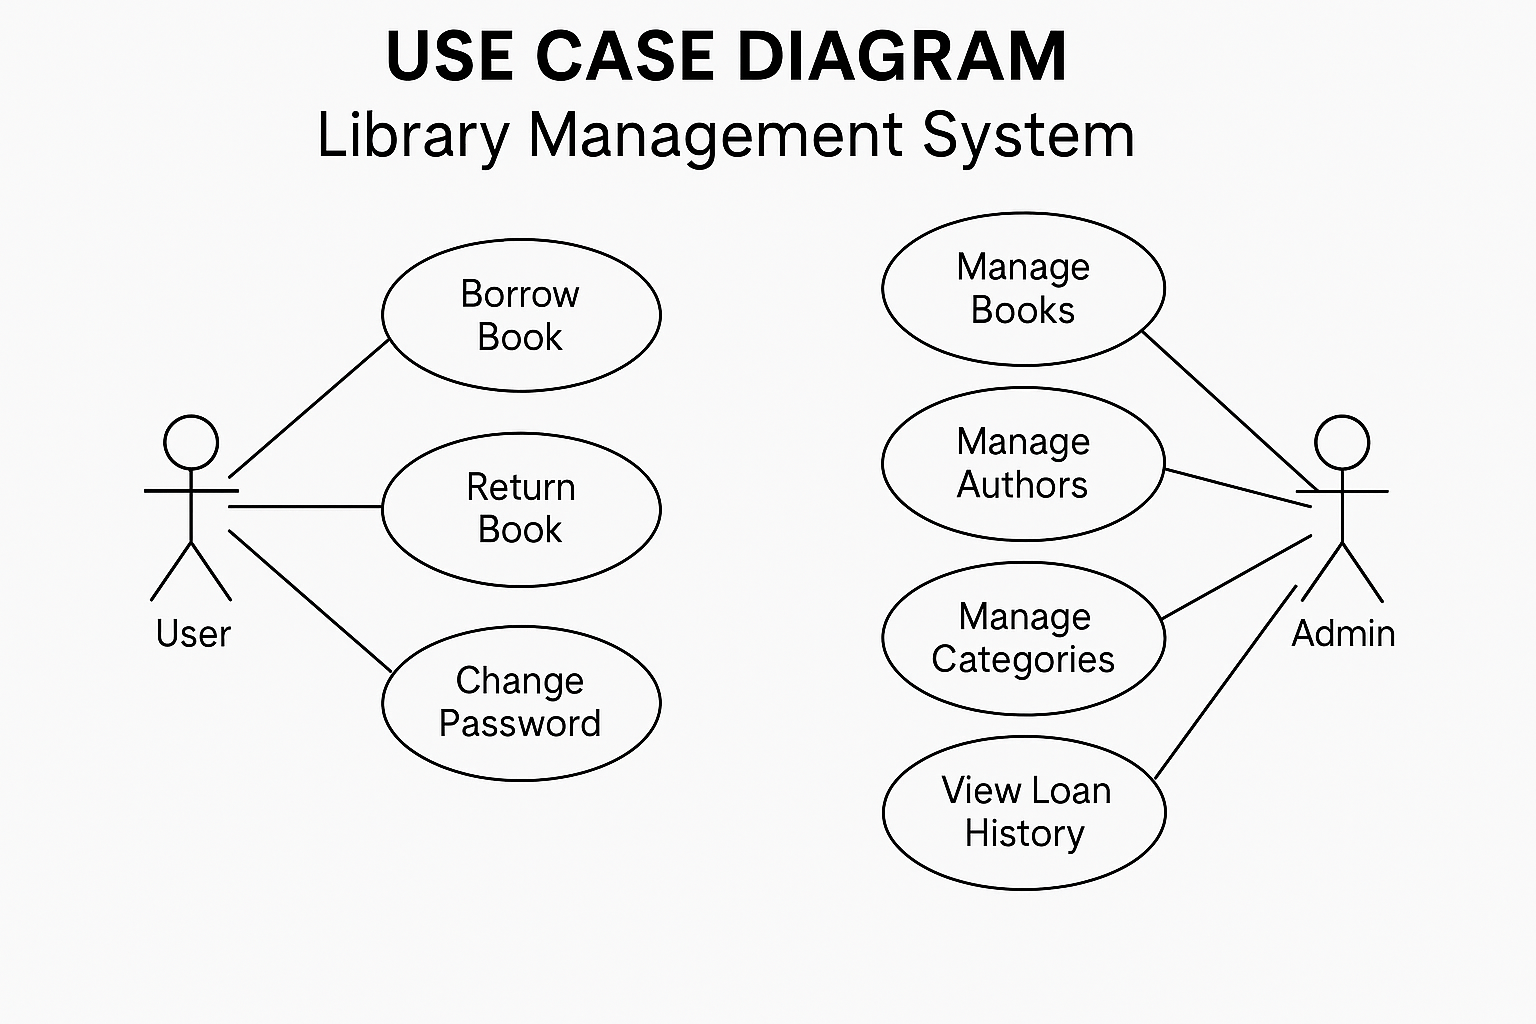 USE CASE DIAGRAM
Library Management System
Borrow
Book
Return
Book
Change
Password
User
Manage
Books
Manage
Authors
Manage
Categories
View Loan
History
Admin